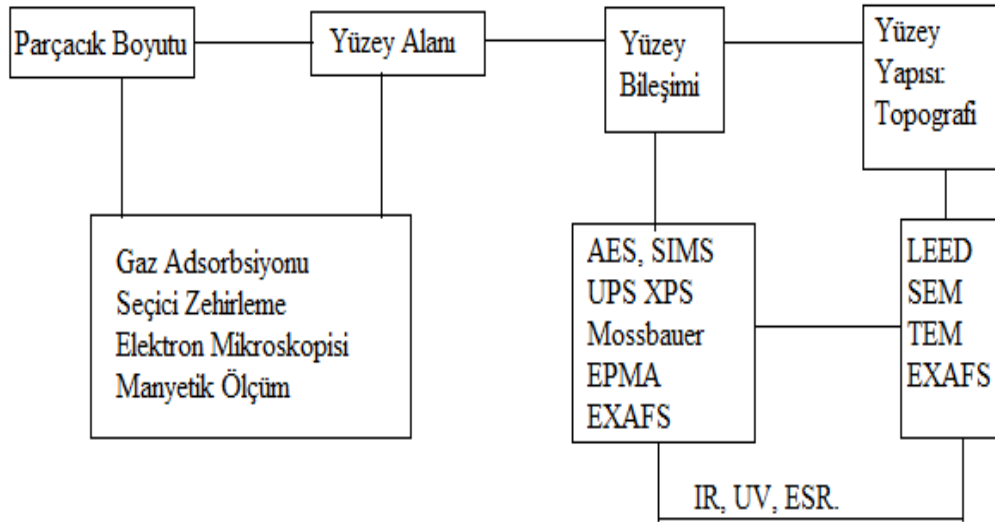 Parçacık Boyutu
Yüzey Alanı
Yüzey
Bileşimi
Yüzey
Yapısı:
Topografi
Gaz Adsorbsiyonu
Seçici Zehirleme
Elektron Mikroskopisi
Manyetik Ölçüm
AES, SIMS
UPS XPS
Mossbauer
EPMA
EXAFS
LEED
SEM
TEM
EXAFS
IR, UV, ESR.